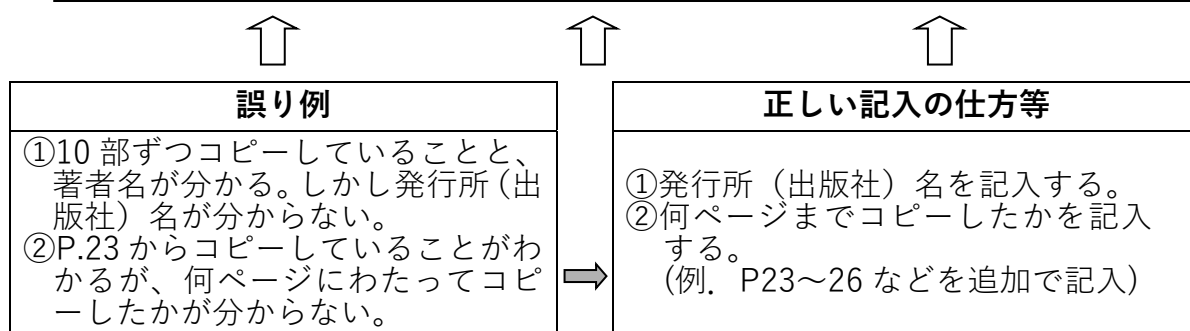 誤り例
①10 部ずつコピーしていることと、
著者名が分かる。しかし発行所（出
版社）名が分からない。
②P.23 からコピーしていることがわ
かるが、何ページにわたってコピ
ーしたかが分からない。
正しい記入の仕方等
①発行所（出版社）名を記入する。
②何ページまでコピーしたかを記入
する。
(例．P23～26 などを追加で記入）